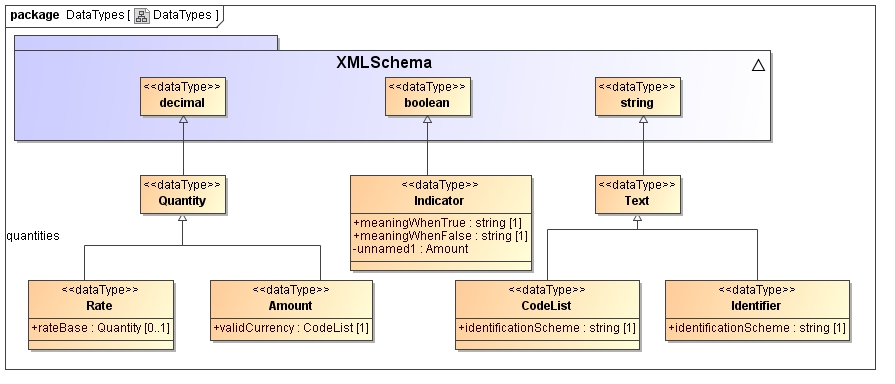 package DataTypes [ DataTypes ]
XMLSchema
<<dataType>>
decimal
<<dataType>>
boolean
<<dataType>>
string
<<dataType>>
Quantity
<<dataType>>
Indicator
+meaningWhenTrue : string [1]
+meaningWhenFalse : string [1]
-unnamed1 : Amount
<<dataType>>
Text
quantities
<<dataType>>
Rate
+rateBase : Quantity [0..1]
<<dataType>>
Amount
+validCurrency : CodeList [1]
<<dataType>>
CodeList
+identificationScheme : string [1]
<<dataType>>
Identifier
+identificationScheme : string [1]